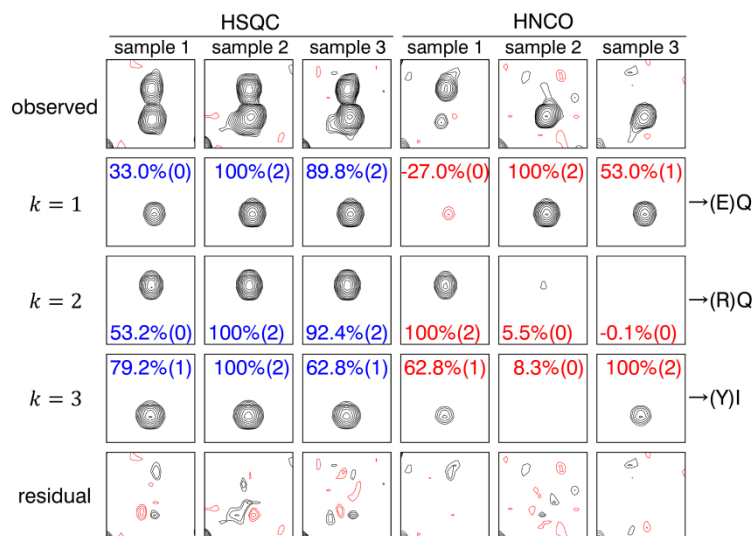 HSQC HNCO
sample 1 sample 2 sample 3 sample 1 sample 2 sample 3
observed
33.0%(0) 100%(2) 89.8%(2) -27.0%(0) 100%(2) 53.0%(1)
k = 1 →(E)Q
k = 2 →(R)Q
53.2%(0) 100%(2) 92.4%(2) 100%(2) 5.5%(0) -0.1%(0)
79.2%(1) 100%(2) 62.8%(1) 62.8%(1) 8.3%(0) 100%(2)
k = 3 →(Y)I
residual